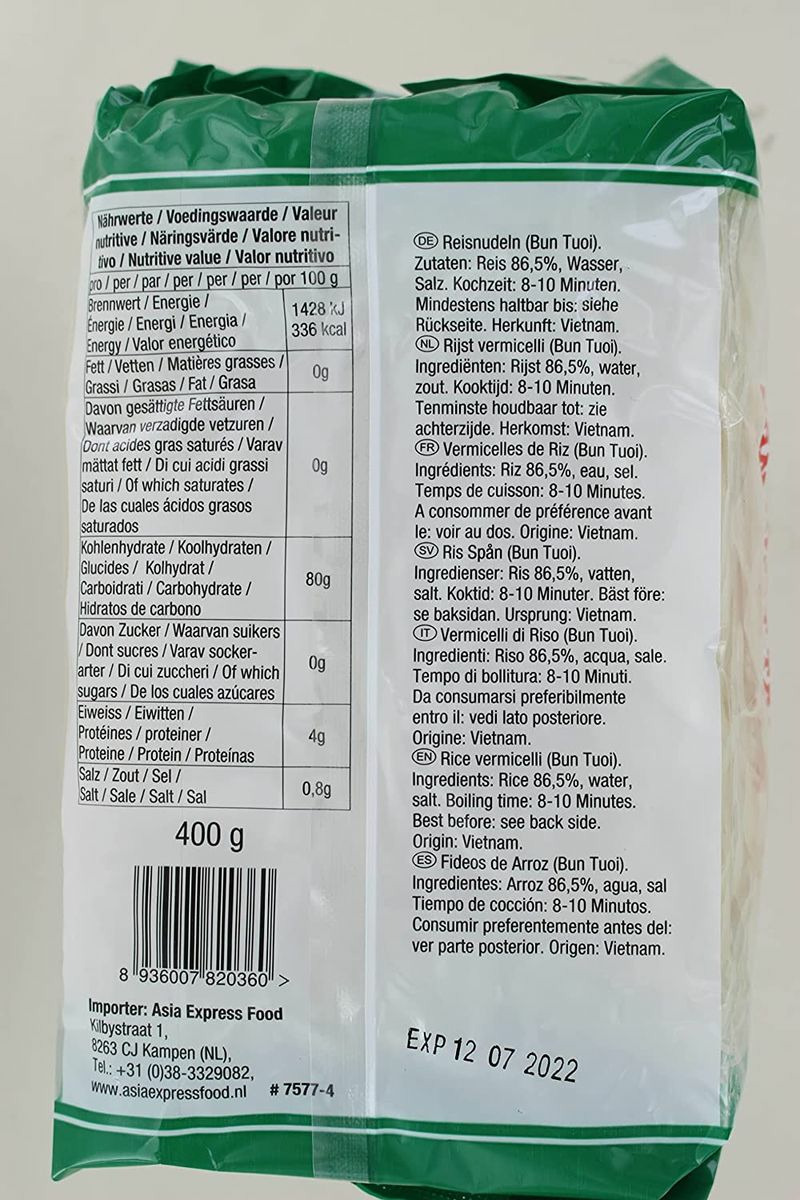 Nährwerte / Voedingswaarde / Valeur
nutritive / Näringsvärde / Valore nutri-
tivo / Nutritive value / Valor nutritivo
pro / per / par / per / per / per / por 100 g
Brennwert / Energie /
Énergie / Energi / Energia /
Energy / Valor energético
1428 kJ
336 kcal
Fett / Vetten / Matières grasses /
Grassi / Grasas / Fat / Grasa
0g
Davon gesättigte Fettsäuren /
Waarvan verzadigde vetzuren /
Dont acides gras saturés / Varav
mättat fett / Di cui acidi grassi
saturi / Of which saturates /
De las cuales ácidos grasos
saturados
0g
Kohlenhydrate / Koolhydraten /
Glucides / Kolhydrat /
Carboidrati / Carbohydrate /
Hidratos de carbono
80g
Davon Zucker / Waarvan suikers
/ Dont sucres / Varav socker-
arter / Di cui zuccheri / Of which
sugars / De los cuales azúcares
0g
Eiweiss / Eiwitten /
Protéines / proteiner /
Proteine / Protein / Proteínas
4g
Salz / Zout / Sel /
Salt / Sale / Salt / Sal
0,8g
400 g
8 936007 820360 >
Importer: Asia Express Food
Kilbystraat 1,
8263 CJ Kampen (NL),
Tel.: +31 (0)38-3329082,
www.asiaexpressfood.nl # 7577-4
DE Reisnudeln (Bun Tuoi).
Zutaten: Reis 86,5%, Wasser,
Salz. Kochzeit: 8-10 Minuten.
Mindestens haltbar bis: siehe
Rückseite. Herkunft: Vietnam.
NL Rijst vermicelli (Bun Tuoi).
Ingrediënten: Rijst 86,5%, water,
zout. Kooktijd: 8-10 Minuten.
Tenminste houdbaar tot: zie
achterzijde. Herkomst: Vietnam.
FR Vermicelles de Riz (Bun Tuoi).
Ingrédients: Riz 86,5%, eau, sel.
Temps de cuisson: 8-10 Minutes.
A consommer de préférence avant
le: voir au dos. Origine: Vietnam.
SV Ris Spån (Bun Tuoi).
Ingredienser: Ris 86,5%, vatten,
salt. Koktid: 8-10 Minuter. Bäst före:
se baksidan. Ursprung: Vietnam.
IT Vermicelli di Riso (Bun Tuoi).
Ingredienti: Riso 86,5%, acqua, sale.
Tempo di bollitura: 8-10 Minuti.
Da consumarsi preferibilmente
entro il: vedi lato posteriore.
Origine: Vietnam.
EN Rice vermicelli (Bun Tuoi).
Ingredients: Rice 86,5%, water,
salt. Boiling time: 8-10 Minutes.
Best before: see back side.
Origin: Vietnam.
ES Fideos de Arroz (Bun Tuoi).
Ingredientes: Arroz 86,5%, agua, sal
Tiempo de cocción: 8-10 Minutos.
Consumir preferentemente antes del:
ver parte posterior. Origen: Vietnam.
EXP 12 07 2022